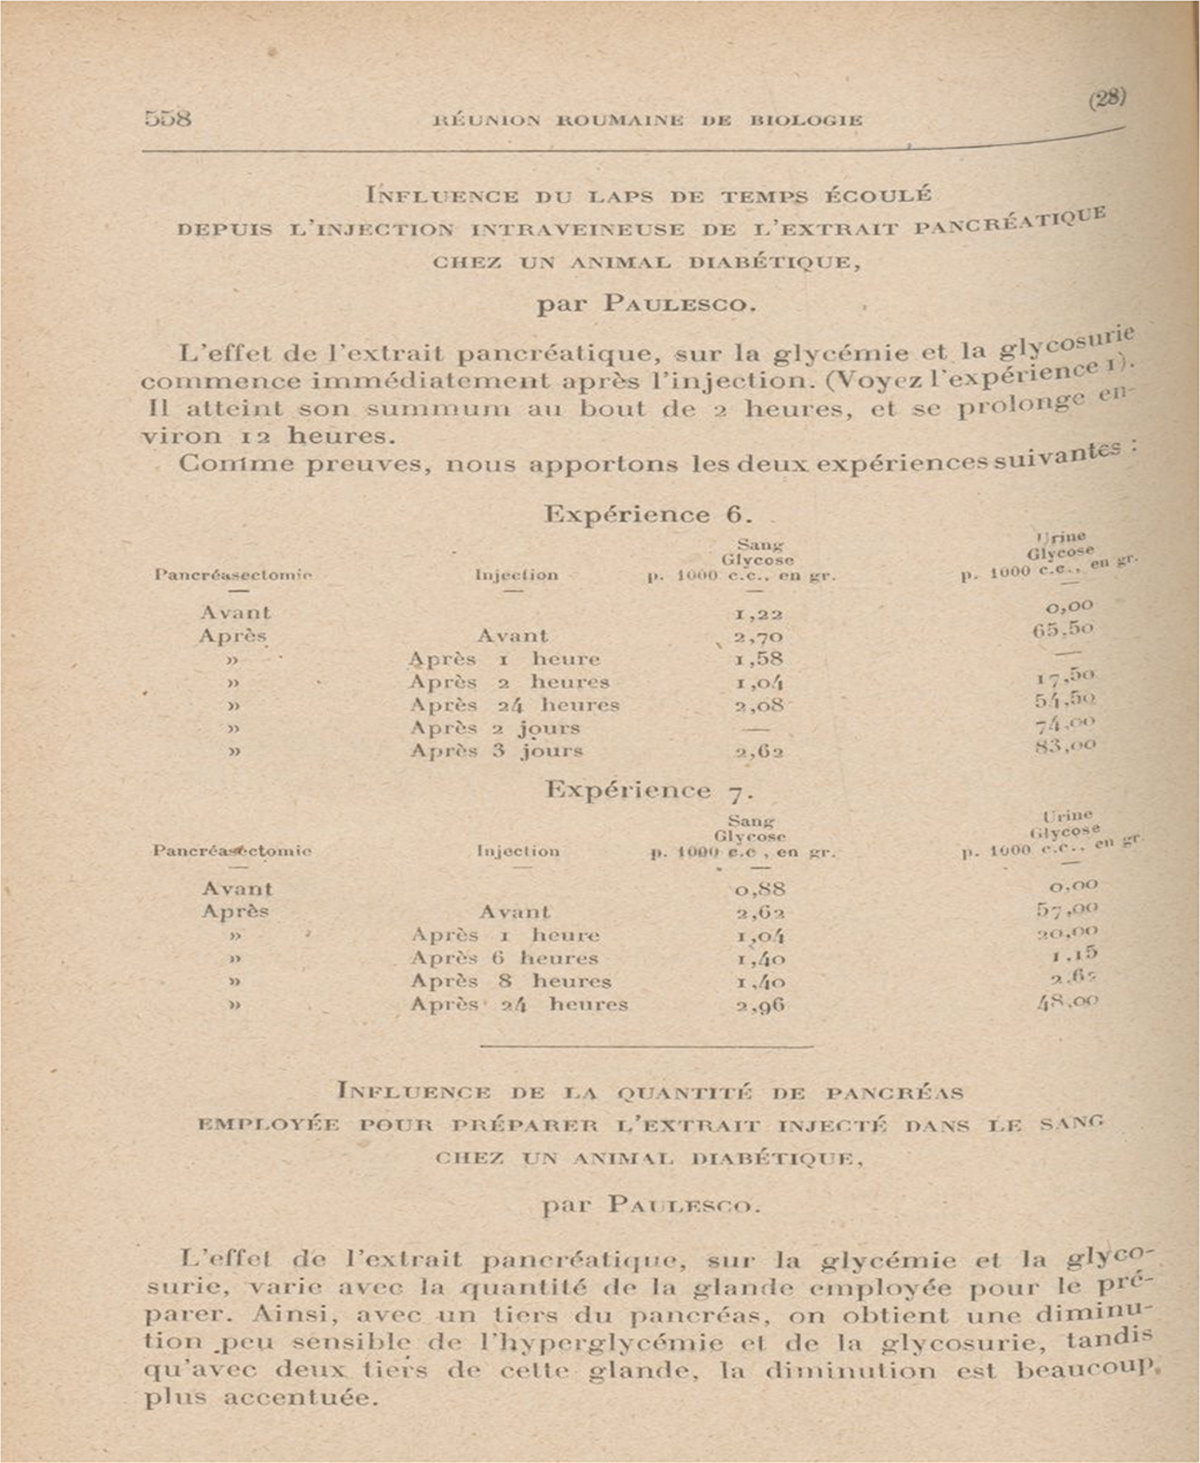 558 RÉUNION ROUMAINE DE BIOLOGIE (28)
INFLUENCE DU LAPS DE TEMPS ÉCOULÉ
DEPUIS L'INJECTION INTRAVEINEUSE DE L'EXTRAIT PANCRÉATIQUE
CHEZ UN ANIMAL DIABÉTIQUE,
par PAULESCO.
L'effet de l'extrait pancréatique, sur la glycémie et la glycosurie
commence immédiatement après l'injection. (Voyez l'expérience 1).
Il atteint son summum au bout de 2 heures, et se prolonge en-
viron 12 heures.
Comme preuves, nous apportons les deux expériences suivantes :
Expérience 6.
Sang Urine
Glycose Glycose
Pancréasectomie Injection p. 1000 c.c., en gr. p. 1000 c.c., en gr.
Avant 1,22 0,00
Après Avant 2,70 65,50
» Après 1 heure 1,58 —
» Après 2 heures 1,04 17,50
» Après 24 heures 2,08 54,50
» Après 2 jours — 74,00
» Après 3 jours 2,62 83,00
Expérience 7.
Sang Urine
Glycose Glycose
Pancréasectomie Injection p. 1000 c.c, en gr. p. 1000 c.c., en gr.
Avant 0,88 0,00
Après Avant 2,62 57,00
» Après 1 heure 1,04 20,00
» Après 6 heures 1,40 1,15
» Après 8 heures 1,40 2,62
» Après 24 heures 2,96 48,00
INFLUENCE DE LA QUANTITÉ DE PANCRÉAS
EMPLOYÉE POUR PRÉPARER L'EXTRAIT INJECTÉ DANS LE SANG
CHEZ UN ANIMAL DIABÉTIQUE,
par PAULESCO.
L'effet de l'extrait pancréatique, sur la glycémie et la glyco-
surie, varie avec la quantité de la glande employée pour le pré-
parer. Ainsi, avec un tiers du pancréas, on obtient une diminu-
tion peu sensible de l'hyperglycémie et de la glycosurie, tandis
qu'avec deux tiers de cette glande, la diminution est beaucoup
plus accentuée.